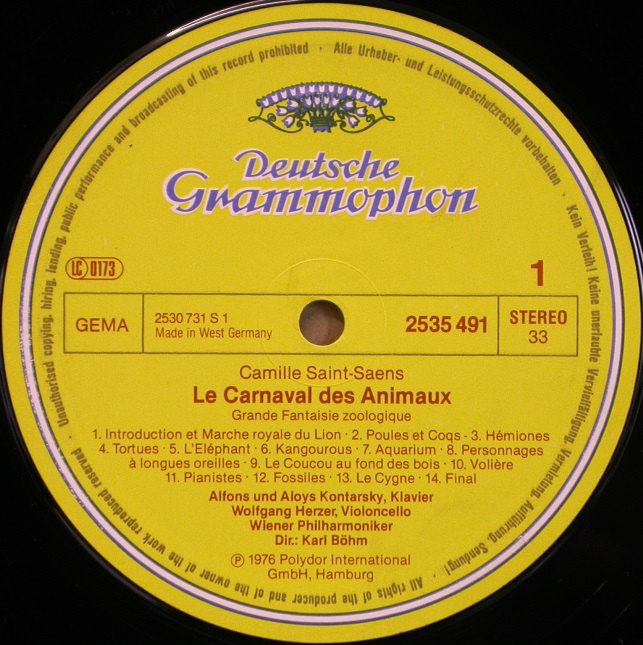 Unauthorised copying, hiring, lending, public performance and broadcasting of this record prohibited · Alle Urheber- und Leistungsschutzrechte vorbehalten · Kein Verleih! Keine unerlaubte Vervielfältigung, Vermietung, Aufführung, Sendung! · All rights of the producer and of the owner of the work reproduced reserved ·
Deutsche
Grammophon
LC 0173
1
GEMA
2530 731 S 1
Made in West Germany
2535 491
STEREO
33
Camille Saint-Saens
Le Carnaval des Animaux
Grande Fantaisie zoologique
1. Introduction et Marche royale du Lion · 2. Poules et Coqs - 3. Hémiones
4. Tortues · 5. L'Eléphant · 6. Kangourous · 7. Aquarium · 8. Personnages
à longues oreilles · 9. Le Coucou au fond des bois · 10. Volière
11. Pianistes · 12. Fossiles · 13. Le Cygne · 14. Final
Alfons und Aloys Kontarsky, Klavier
Wolfgang Herzer, Violoncello
Wiener Philharmoniker
Dir.: Karl Böhm
Ⓟ 1976 Polydor International
GmbH, Hamburg